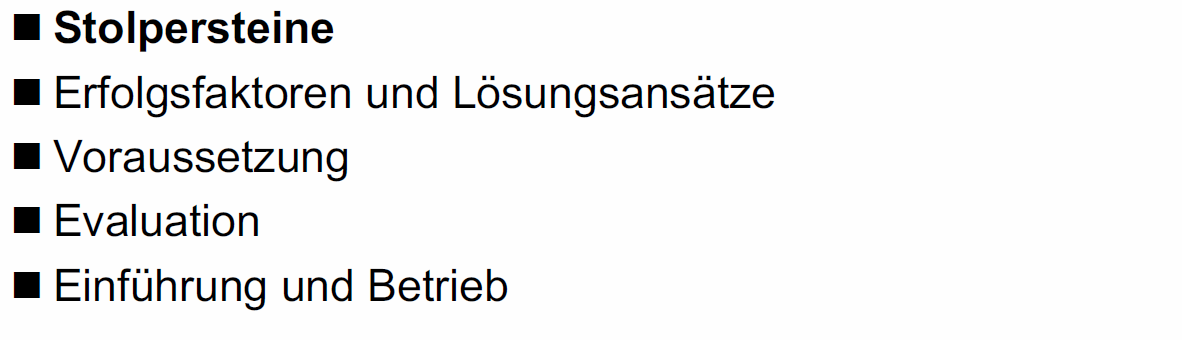 ■ Stolpersteine
■ Erfolgsfaktoren und Lösungsansätze
■ Voraussetzung
■ Evaluation
■ Einführung und Betrieb